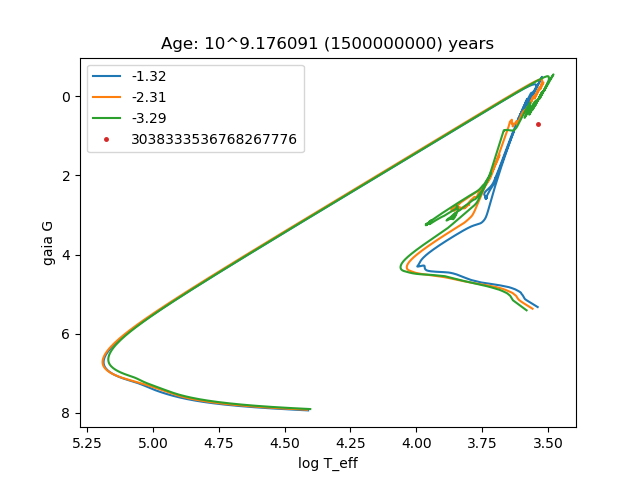 Age: 10^9.176091 (1500000000) years
-1.32
-2.31
-3.29
3038333536768267776
gaia G
0
2
4
6
8
5.25 5.00 4.75 4.50 4.25 4.00 3.75 3.50
log T_eff